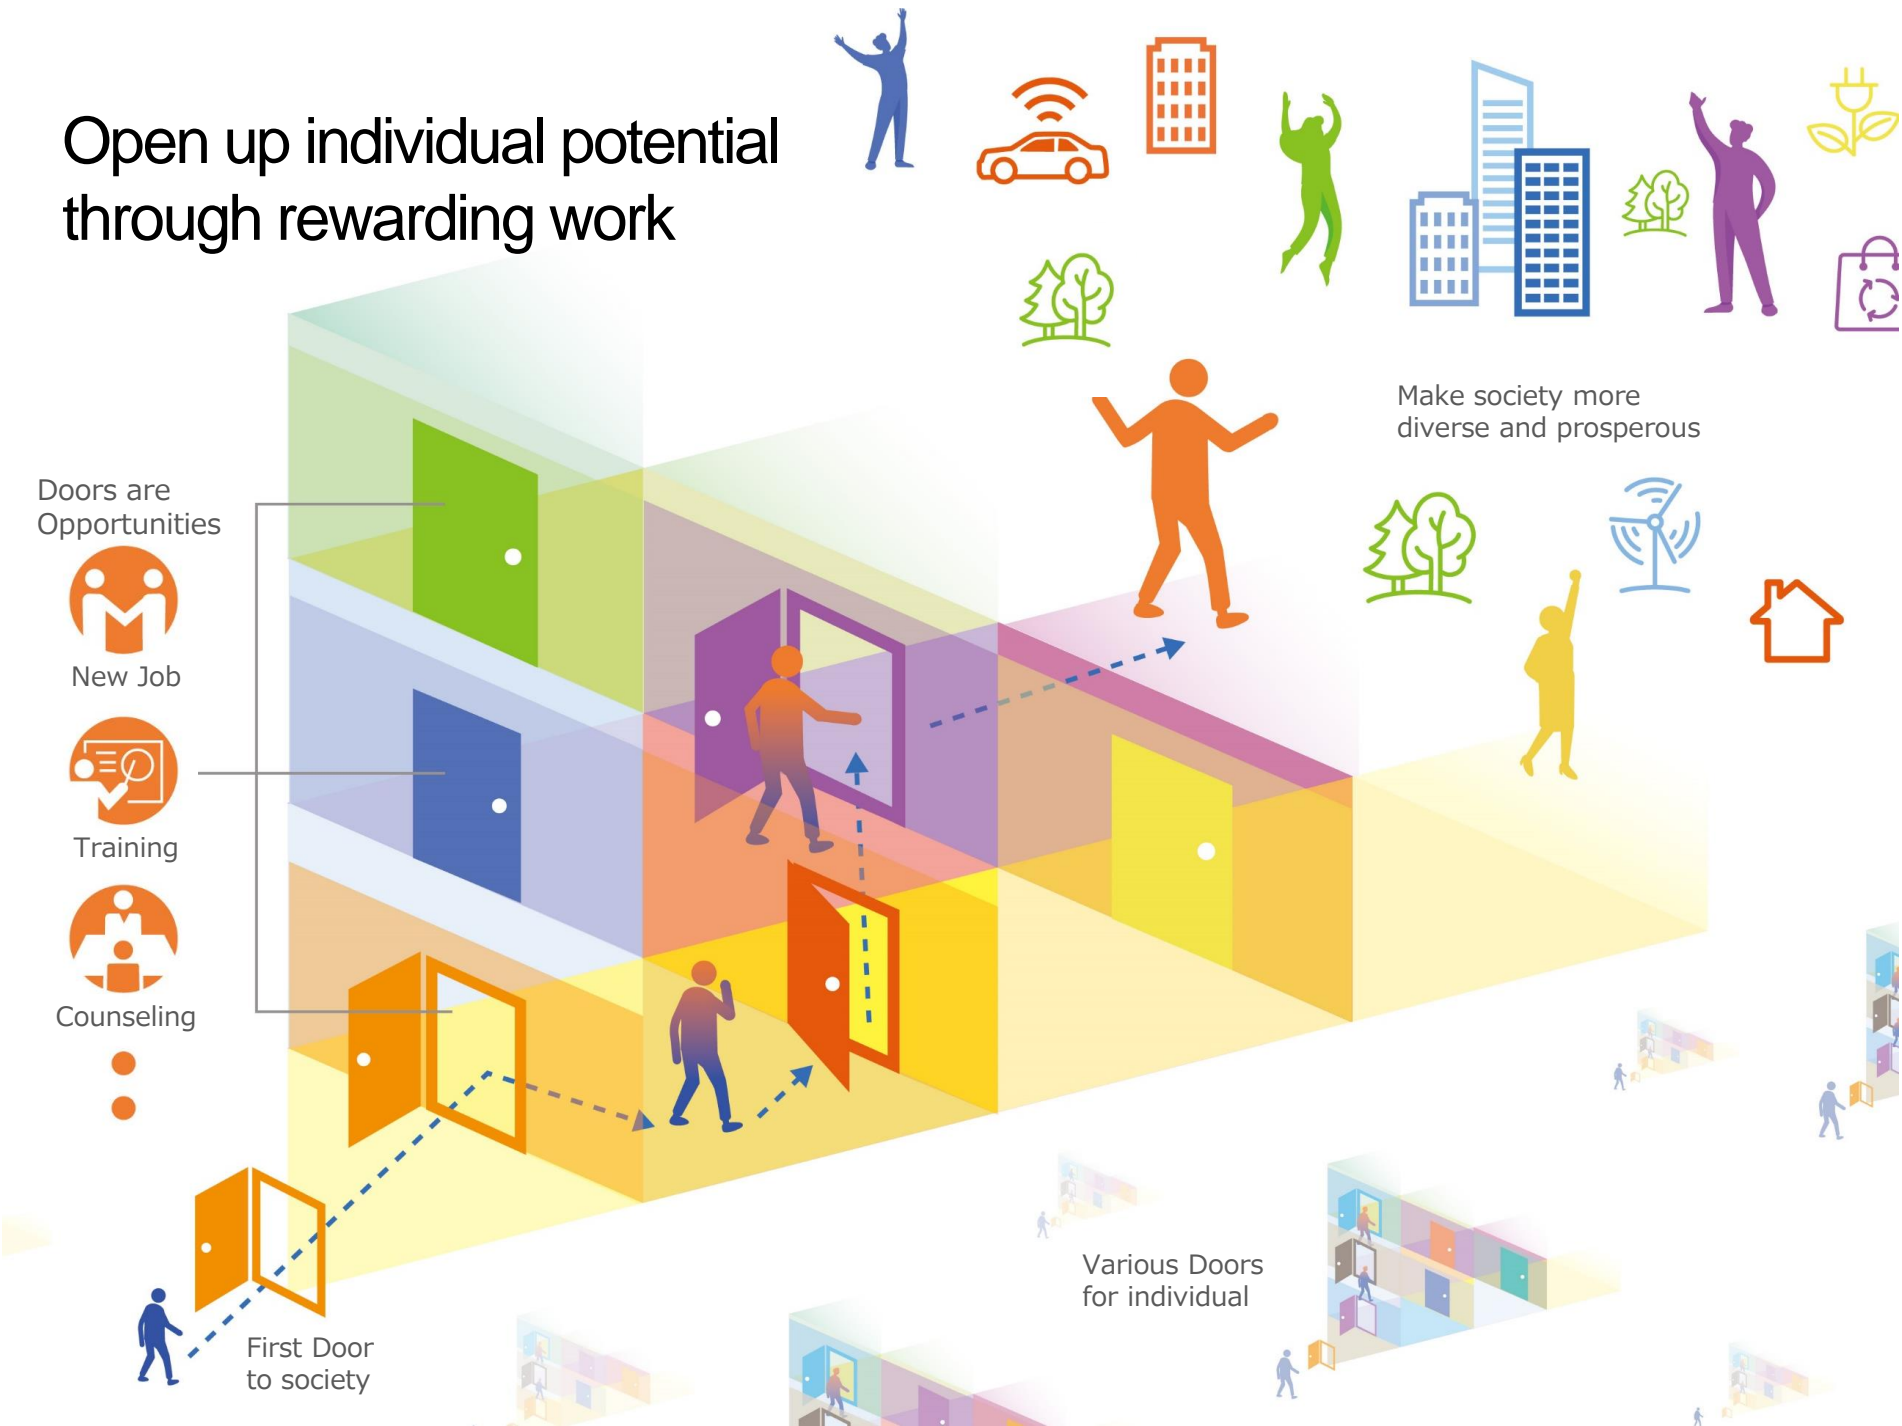 Open up individual potential
through rewarding work
Make society more
diverse and prosperous
Doors are
Opportunities
New Job
Training
Counseling
Various Doors
for individual
First Door
to society